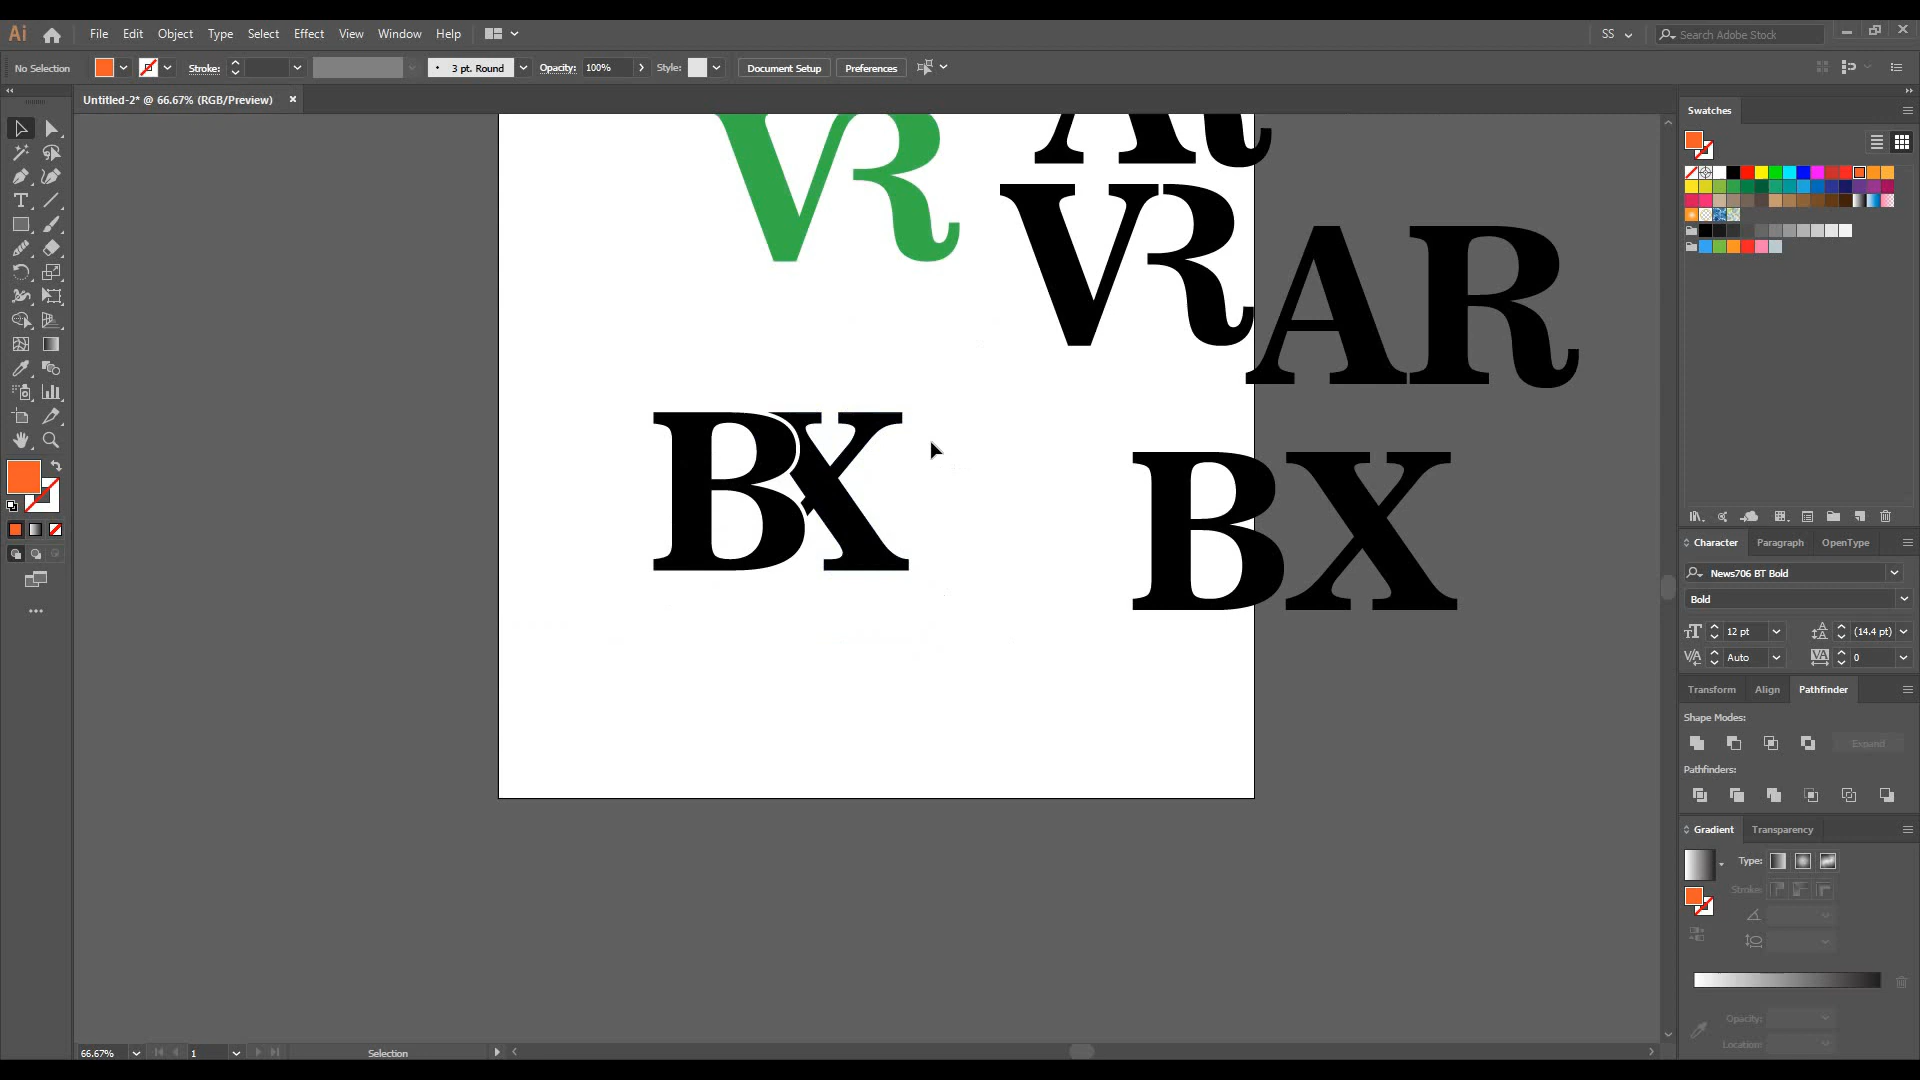 Ai File Edit Object Type Select Effect View Window Help SS Search Adobe Stock
No Selection Stroke: 3 pt. Round Opacity: 100% Style: Document Setup Preferences
Untitled-2* @ 66.67% (RGB/Preview)
Swatches
VR
AR
VR
AR
BX
BX
Character Paragraph OpenType
News706 BT Bold
Bold
12 pt (14.4 pt)
Auto 0
Transform Align Pathfinder
Shape Modes:
Expand
Pathfinders:
Gradient Transparency
Type:
Stroke:
Opacity:
Location:
66.67% 1 Selection